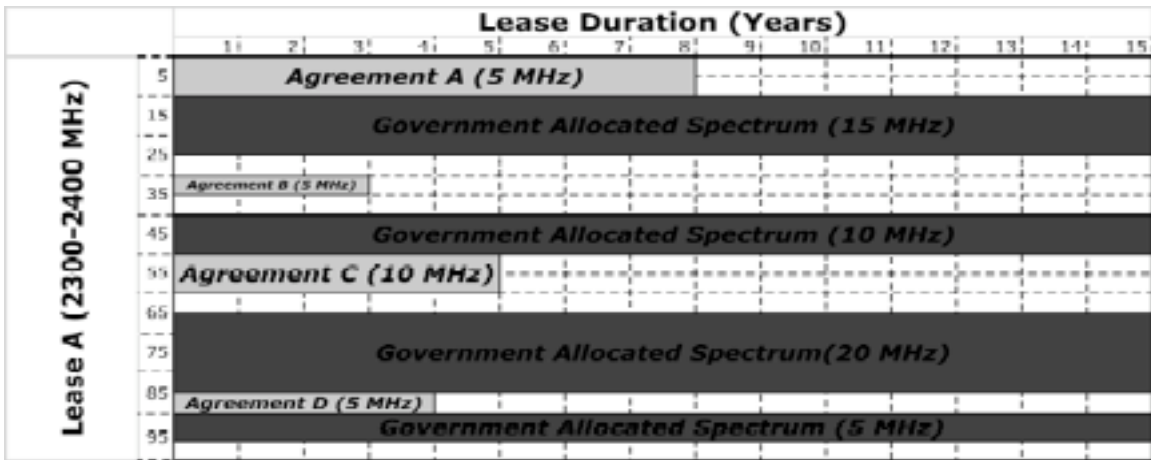 Lease Duration (Years)
1 2 3 4 5 6 7 8 9 10 11 12 13 14 15
Lease A (2300-2400 MHz)
5 Agreement A (5 MHz)
15 Government Allocated Spectrum (15 MHz)
25
Agreement B (5 MHz)
35
45 Government Allocated Spectrum (10 MHz)
55 Agreement C (10 MHz)
65
75 Government Allocated Spectrum(20 MHz)
85
Agreement D (5 MHz)
Government Allocated Spectrum (5 MHz)
95